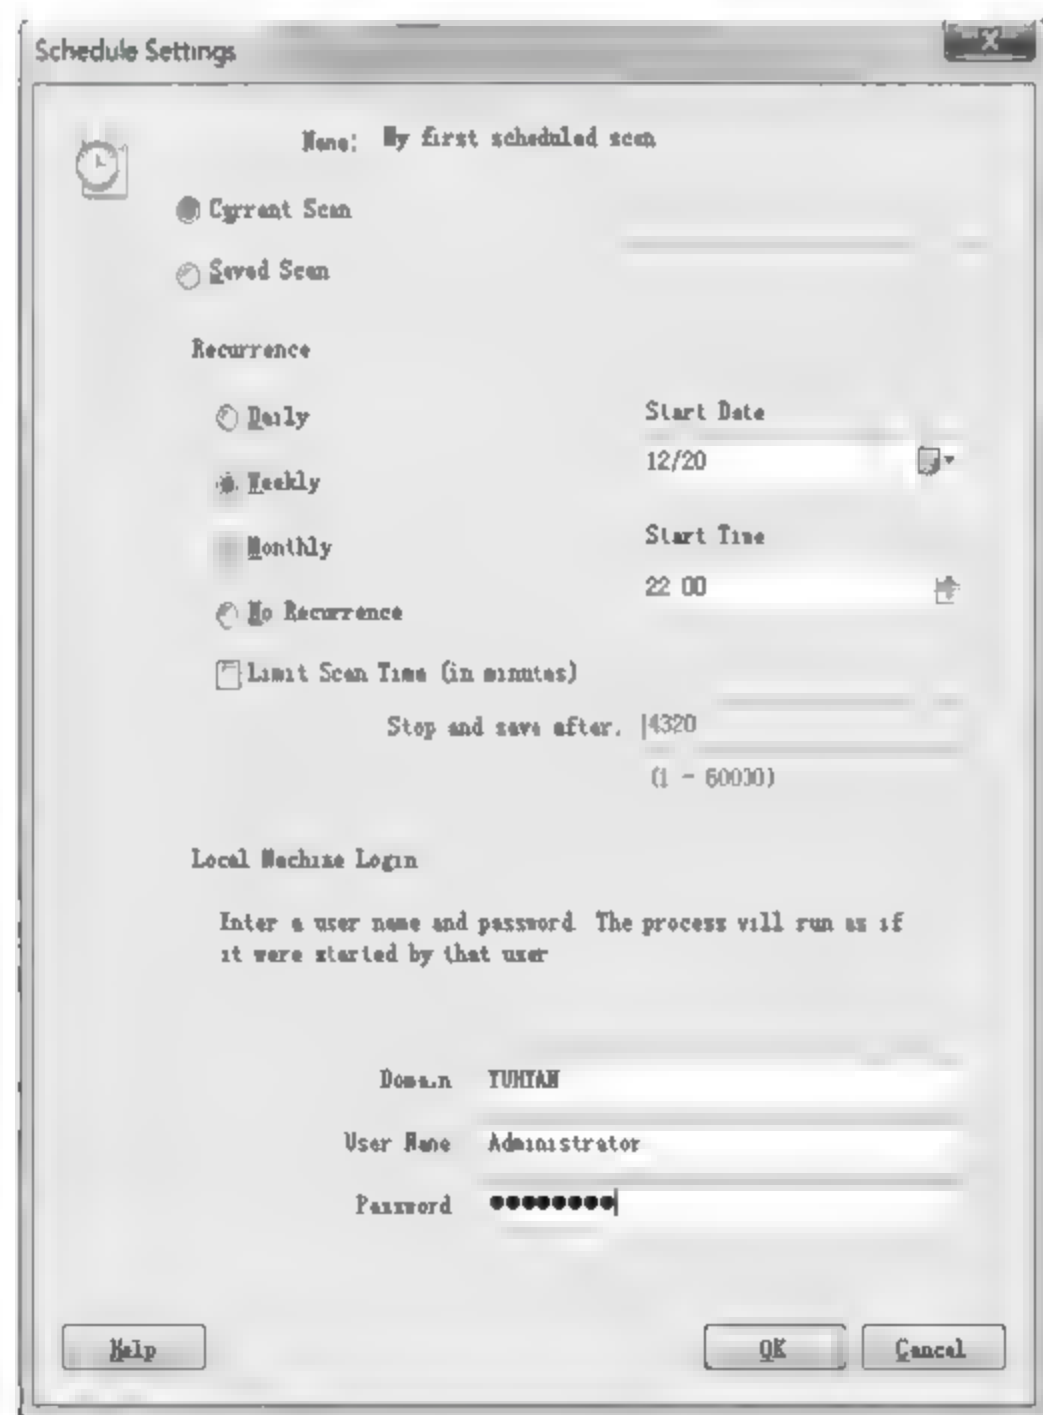 Schedule Settings
Name: My first scheduled scan
Current Scan
Saved Scan
Recurrence
Daily
Start Date
12/20
Weekly
Monthly
Start Time
22 00
No Recurrence
Limit Scan Time (in minutes)
Stop and save after. 4320
(1 - 60000)
Local Machine Login
Enter a user name and password The process will run as if
it were started by that user
Domain
User Name Administrator
Password
Help OK Cancel